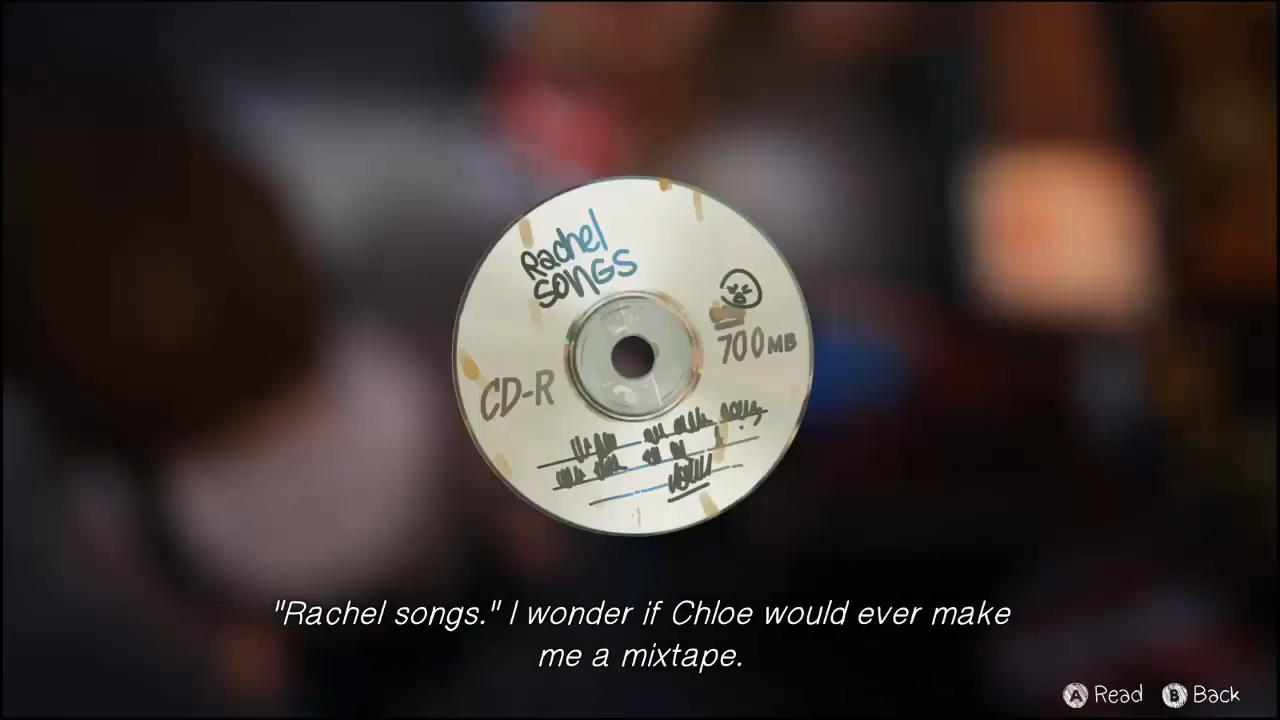 Rachel
SONGS
700MB
CD-R
"Rachel songs." I wonder if Chloe would ever make
me a mixtape.
A Read B Back